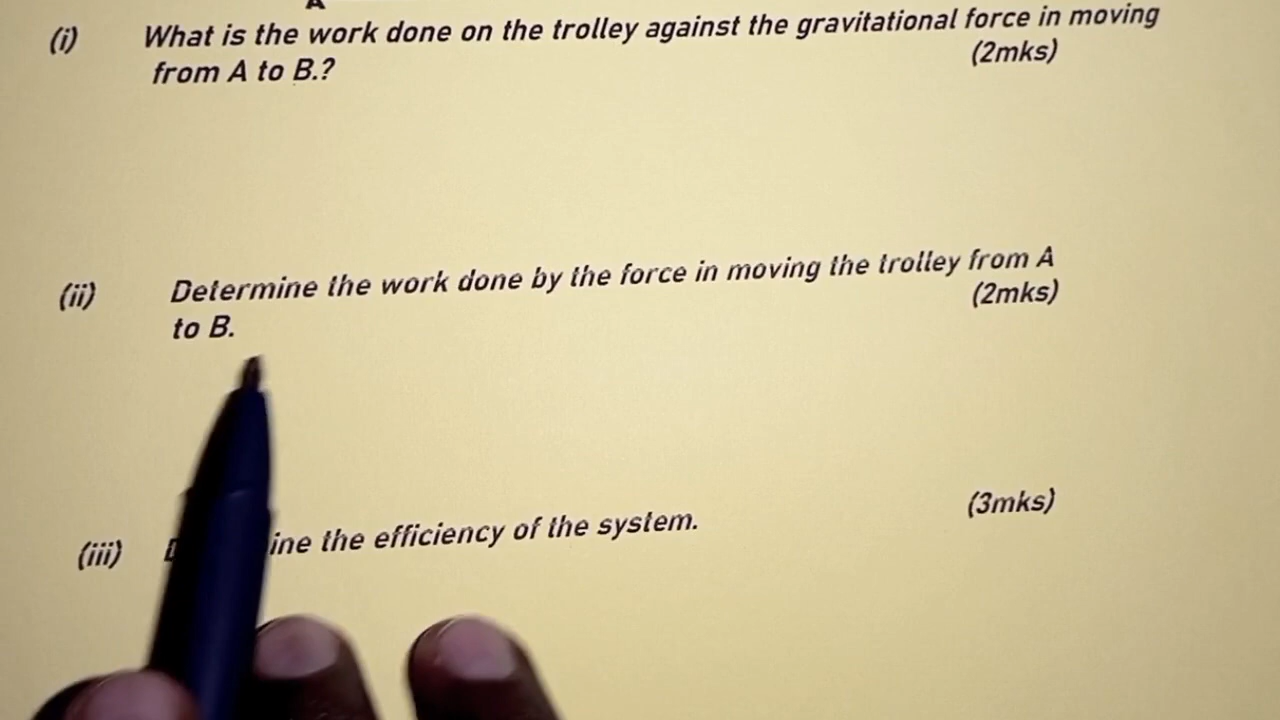 A
(i) What is the work done on the trolley against the gravitational force in moving
from A to B.? (2mks)
(ii) Determine the work done by the force in moving the trolley from A
to B. (2mks)
(iii) the efficiency of the system. (3mks)